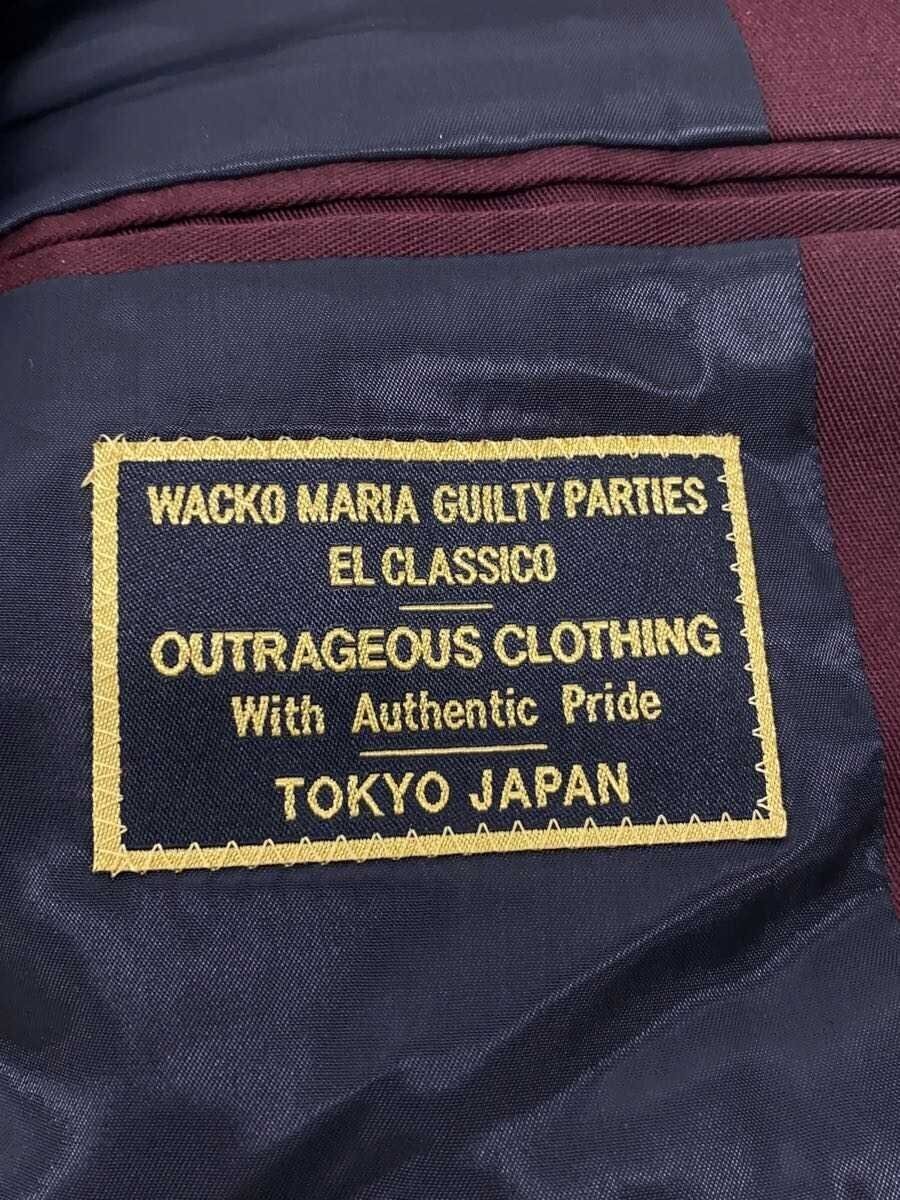 WACKO MARIA GUILTY PARTIES
EL CLASSICO
OUTRAGEOUS CLOTHING
With Authentic Pride
TOKYO JAPAN